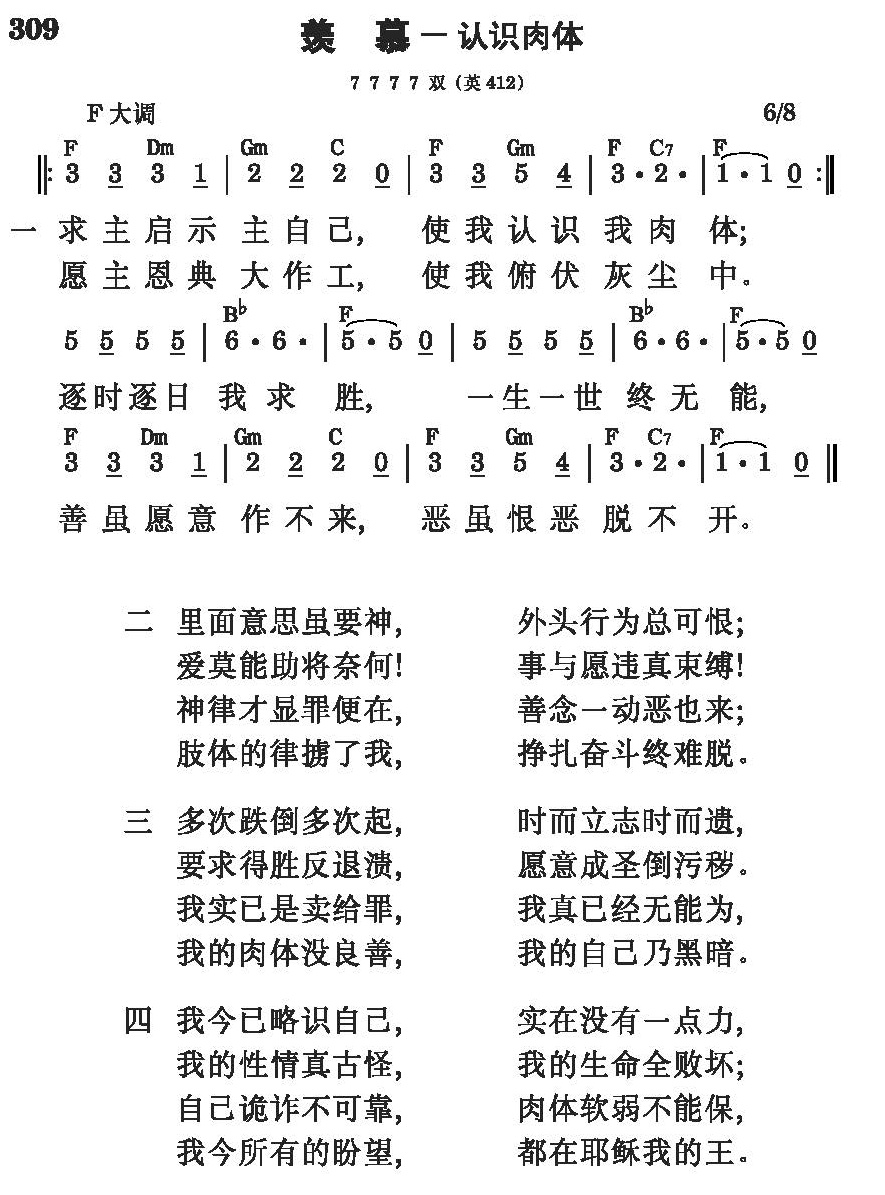 309
羡 慕 － 认识肉体
7 7 7 7 双（英 412）
F 大调 6/8
F Dm Gm C F Gm F C7 F
‖: 3 3 3 1 | 2 2 2 0 | 3 3 5 4 | 3 · 2 · | 1 · 1 0 :‖
一 求 主 启 示 主 自 己, 使 我 认 识 我 肉 体;
愿 主 恩 典 大 作 工, 使 我 俯 伏 灰 尘 中。
B♭ F B♭ F
5 5 5 5 | 6 · 6 · | 5 · 5 0 | 5 5 5 5 | 6 · 6 · | 5 · 5 0
逐 时 逐 日 我 求 胜, 一 生 一 世 终 无 能,
F Dm Gm C F Gm F C7 F
3 3 3 1 | 2 2 2 0 | 3 3 5 4 | 3 · 2 · | 1 · 1 0 ‖
善 虽 愿 意 作 不 来, 恶 虽 恨 恶 脱 不 开。
二 里面意思虽要神, 外头行为总可恨;
爱莫能助将奈何! 事与愿违真束缚!
神律才显罪便在, 善念一动恶也来;
肢体的律掳了我, 挣扎奋斗终难脱。
三 多次跌倒多次起, 时而立志时而遗,
要求得胜反退溃, 愿意成圣倒污秽。
我实已是卖给罪, 我真已经无能为,
我的肉体没良善, 我的自己乃黑暗。
四 我今已略识自己, 实在没有一点力,
我的性情真古怪, 我的生命全败坏;
自己诡诈不可靠, 肉体软弱不能保,
我今所有的盼望, 都在耶稣我的王。